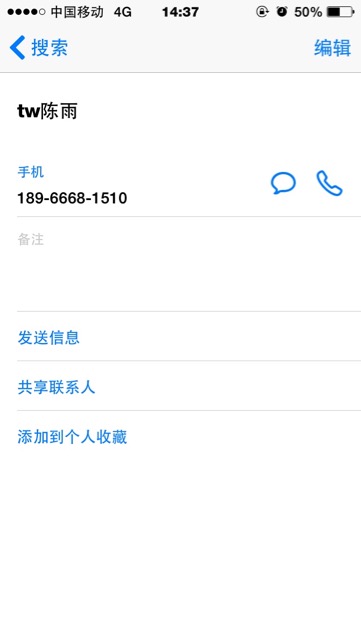 中国移动 4G 14:37 50%
搜索 编辑
tw陈雨
手机
189-6668-1510
备注
发送信息
共享联系人
添加到个人收藏